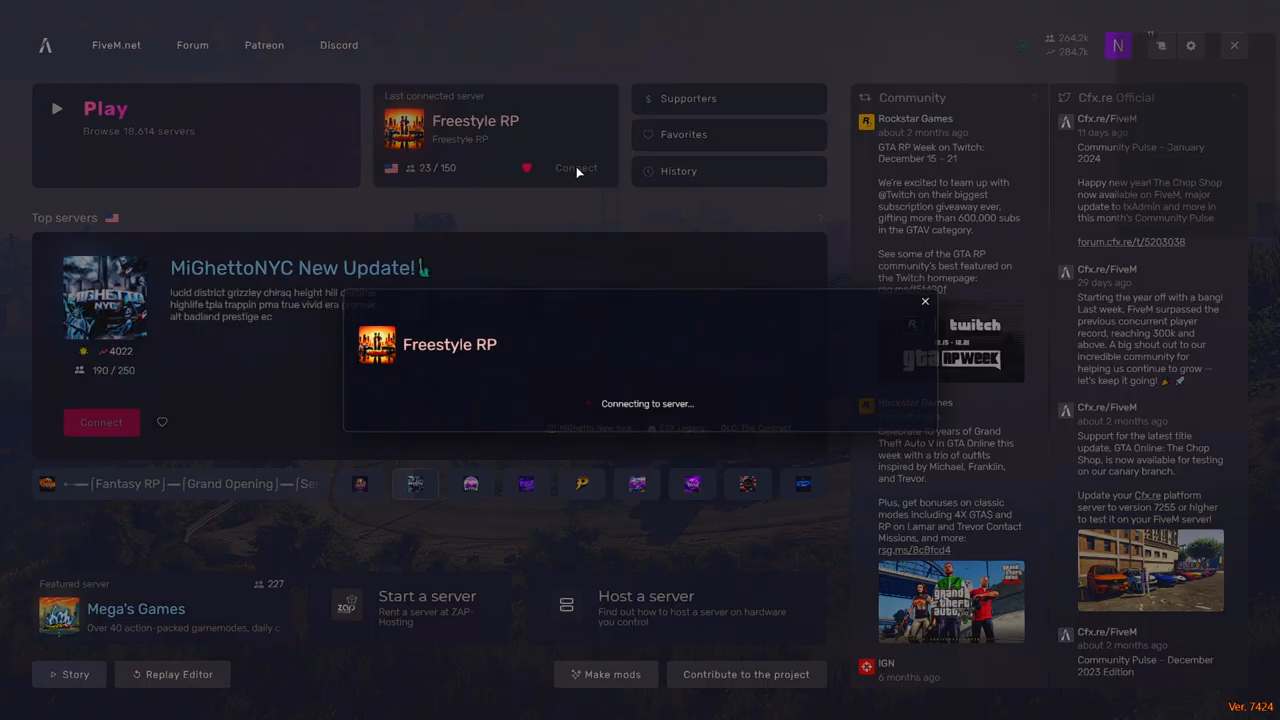 FiveM.net
Forum
Patreon
Discord
264.2k
284.7k
N
11
Play
Browse 18,614 servers
Last connected server
Freestyle RP
Freestyle RP
23 / 150
Connect
Supporters
Favorites
History
Top servers
?
MiGhettoNYC New Update!
lucid district grizzley chiraq height hill
highlife tpla trappin pma true vivid era
alt badland prestige ec
MIGHETTO
NYC
4022
190 / 250
Connect
Freestyle RP
Connecting to server...
MiGhetto New York
ESX Legacy
DLC: The Contract
⌈Fantasy RP⌉—⌈Grand Opening⌉—⌈Se
Featured server
227
Mega's Games
Over 40 action-packed gamemodes, daily c
ZAP
Start a server
Rent a server at ZAP-
Hosting
Host a server
Find out how to host a server on hardware
you control
Story
Replay Editor
Make mods
Contribute to the project
Community
?
Rockstar Games
about 2 months ago
GTA RP Week on Twitch:
December 15 - 21
We're excited to team up with
@Twitch on their biggest
subscription giveaway ever,
gifting more than 600,000 subs
in the GTAV category.
See some of the GTA RP
community's best featured on
the Twitch homepage:
twitch
12.15 - 12.21
gta RP WEEK
Rockstar Games
Celebrate 10 years of Grand
Theft Auto V in GTA Online this
week with a trio of outfits
inspired by Michael, Franklin,
and Trevor.
Plus, get bonuses on classic
modes including 4X GTA$ and
RP on Lamar and Trevor Contact
Missions, and more:
rsg.ms/8c8fcd4
IGN
6 months ago
Cfx.re Official
?
Cfx.re/FiveM
11 days ago
Community Pulse – January
2024
Happy new year! The Chop Shop
now available on FiveM, major
update to txAdmin and more in
this month's Community Pulse
forum.cfx.re/t/5203038
Cfx.re/FiveM
29 days ago
Starting the year off with a bang!
Last week, FiveM surpassed the
previous concurrent player
record, reaching 300k and
above. A big shout out to our
incredible community for
helping us continue to grow —
let's keep it going!
Cfx.re/FiveM
about 2 months ago
Support for the latest title
update, GTA Online: The Chop
Shop, is now available for testing
on our canary branch.
Update your Cfx.re platform
server to version 7255 or higher
to test it on your FiveM server!
Cfx.re/FiveM
about 2 months ago
Community Pulse – December
2023 Edition
Ver. 7424